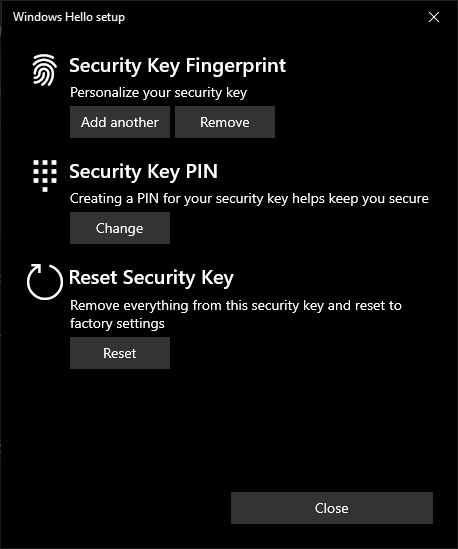 Windows Hello setup
Security Key Fingerprint
Personalize your security key
Add another Remove
Security Key PIN
Creating a PIN for your security key helps keep you secure
Change
Reset Security Key
Remove everything from this security key and reset to
factory settings
Reset
Close